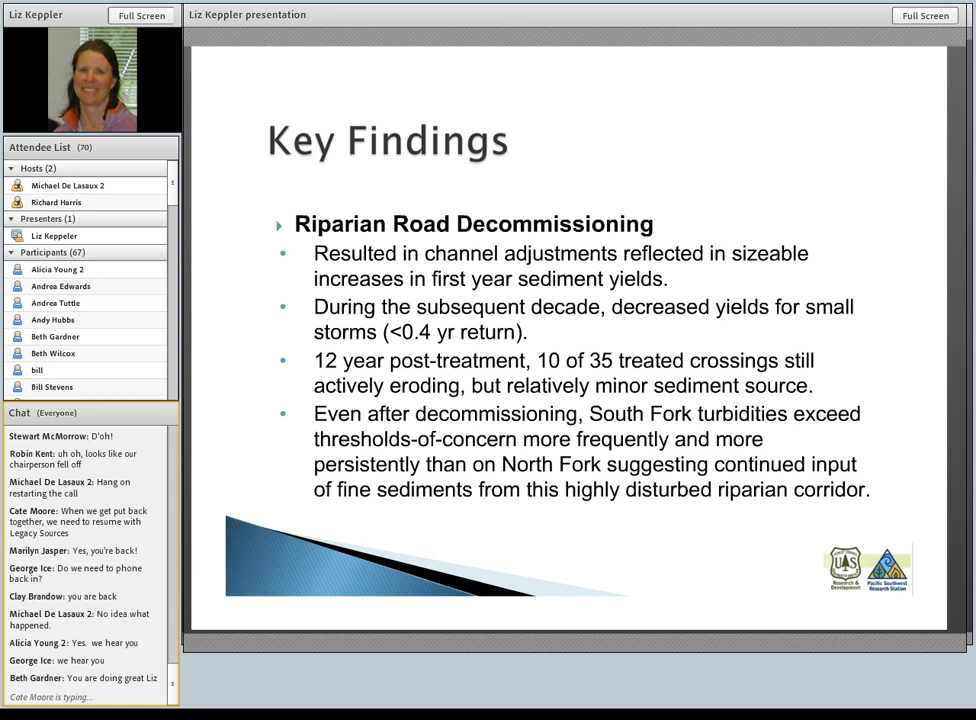 Liz Keppler
Full Screen
Liz Keppler presentation
Full Screen
Attendee List (70)
Hosts (2)
Michael De Lasaux 2
Richard Harris
Presenters (1)
Liz Keppeler
Participants (67)
Alicia Young 2
Andrea Edwards
Andrea Tuttle
Andy Hubbs
Beth Gardner
Beth Wilcox
bill
Bill Stevens
Chat (Everyone)
Stewart McMorrow: D'oh!
Robin Kent: uh oh, looks like our
chairperson fell off
Michael De Lasaux 2: Hang on
restarting the call
Cate Moore: When we get put back
together, we need to resume with
Legacy Sources
Marilyn Jasper: Yes, you're back!
George Ice: Do we need to phone
back in?
Clay Brandow: you are back
Michael De Lasaux 2: No idea what
happened.
Alicia Young 2: Yes. we hear you
George Ice: we hear you
Beth Gardner: You are doing great Liz
Cate Moore is typing...
Key Findings
Riparian Road Decommissioning
• Resulted in channel adjustments reflected in sizeable
increases in first year sediment yields.
• During the subsequent decade, decreased yields for small
storms (<0.4 yr return).
• 12 year post-treatment, 10 of 35 treated crossings still
actively eroding, but relatively minor sediment source.
• Even after decommissioning, South Fork turbidities exceed
thresholds-of-concern more frequently and more
persistently than on North Fork suggesting continued input
of fine sediments from this highly disturbed riparian corridor.
UAS
Research &
Development
Pacific Southwest
Research Station